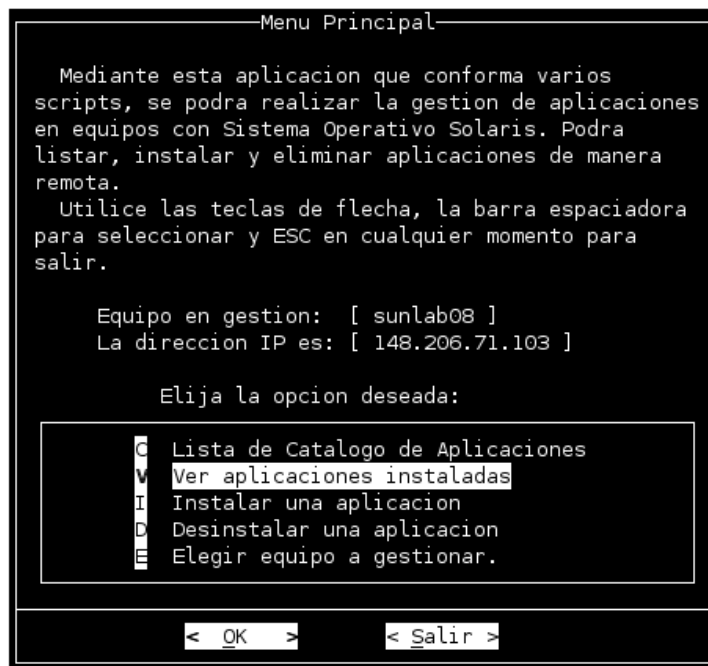 Menu Principal
Mediante esta aplicacion que conforma varios
scripts, se podra realizar la gestion de aplicaciones
en equipos con Sistema Operativo Solaris. Podra
listar, instalar y eliminar aplicaciones de manera
remota.
Utilice las teclas de flecha, la barra espaciadora
para seleccionar y ESC en cualquier momento para
salir.
Equipo en gestion: [ sunlab08 ]
La direccion IP es: [ 148.206.71.103 ]
Elija la opcion deseada:
C Lista de Catalogo de Aplicaciones
V Ver aplicaciones instaladas
I Instalar una aplicacion
D Desinstalar una aplicacion
E Elegir equipo a gestionar.
< OK > < Salir >